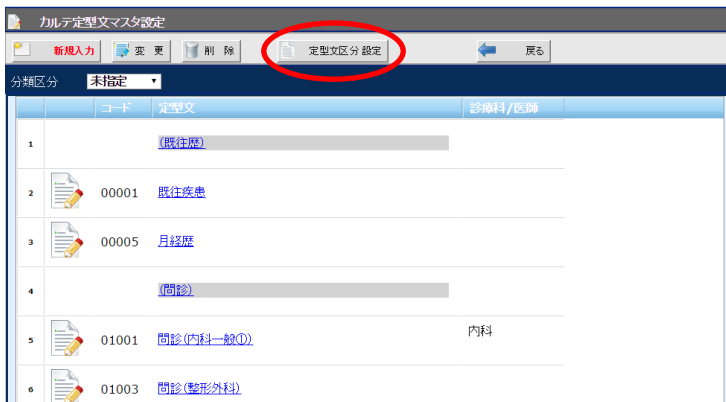 カルテ定型文マスタ設定
新規入力 変 更 削 除 定型文区分設定 戻る
分類区分 未指定
コード 定型文 診療科/医師
1 (既往歴)
2 00001 既往疾患
3 00005 月経歴
4 (問診)
5 01001 問診(内科一般①) 内科
6 01003 問診(整形外科)